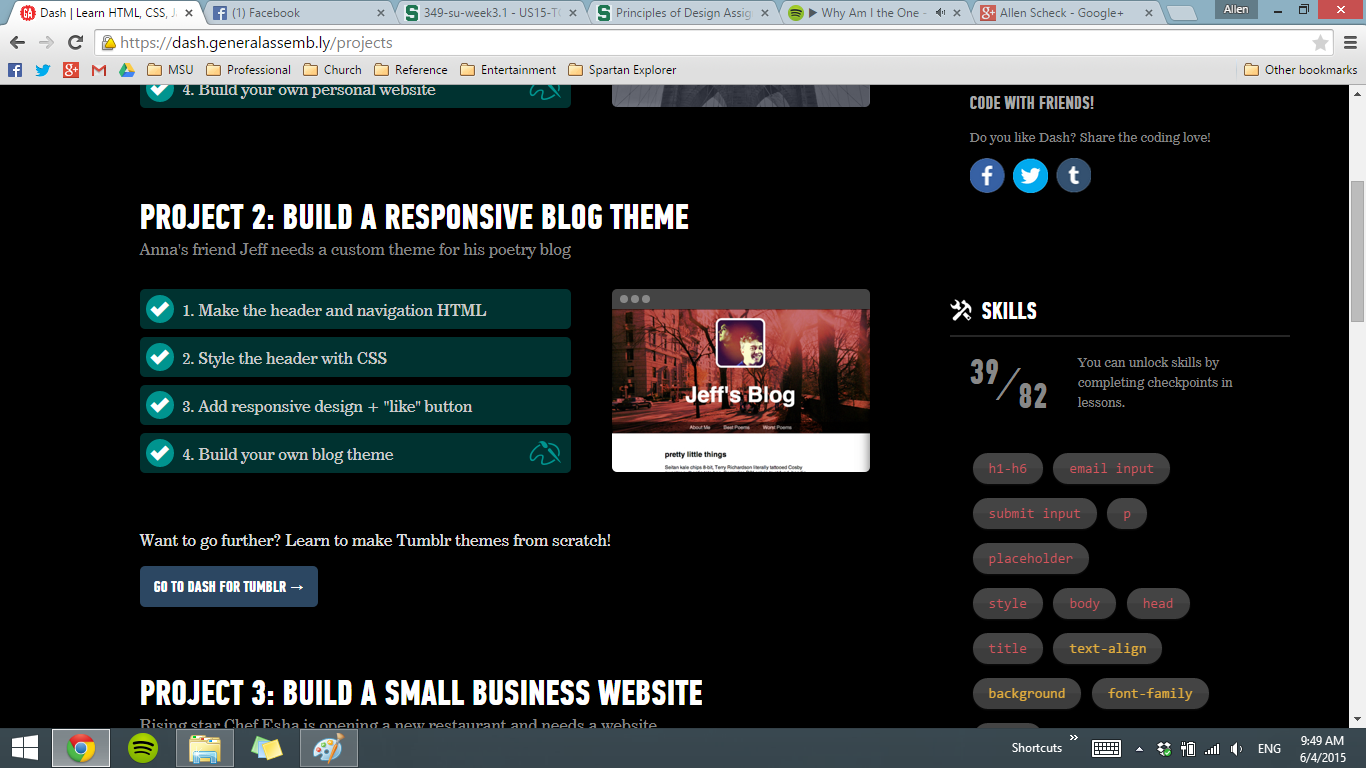 Dash | Learn HTML, CSS, J
(1) Facebook
349-su-week3.1 - US15-TC
Principles of Design Assig
▶ Why Am I the One -
Allen Scheck - Google+
Allen
https://dash.generalassemb.ly/projects
MSU
Professional
Church
Reference
Entertainment
Spartan Explorer
Other bookmarks
4. Build your own personal website
CODE WITH FRIENDS!
Do you like Dash? Share the coding love!
PROJECT 2: BUILD A RESPONSIVE BLOG THEME
Anna's friend Jeff needs a custom theme for his poetry blog
1. Make the header and navigation HTML
2. Style the header with CSS
3. Add responsive design + "like" button
4. Build your own blog theme
Jeff's Blog
About Me Best Poems Worst Poems
pretty little things
Seitan kale chips 8-bit, Terry Richardson literally tattooed Cosby
Want to go further? Learn to make Tumblr themes from scratch!
GO TO DASH FOR TUMBLR →
SKILLS
39/82
You can unlock skills by
completing checkpoints in
lessons.
h1-h6 email input
submit input p
placeholder
style body head
title text-align
background font-family
PROJECT 3: BUILD A SMALL BUSINESS WEBSITE
Rising star Chef Esha is opening a new restaurant and needs a website
Shortcuts
ENG
9:49 AM
6/4/2015